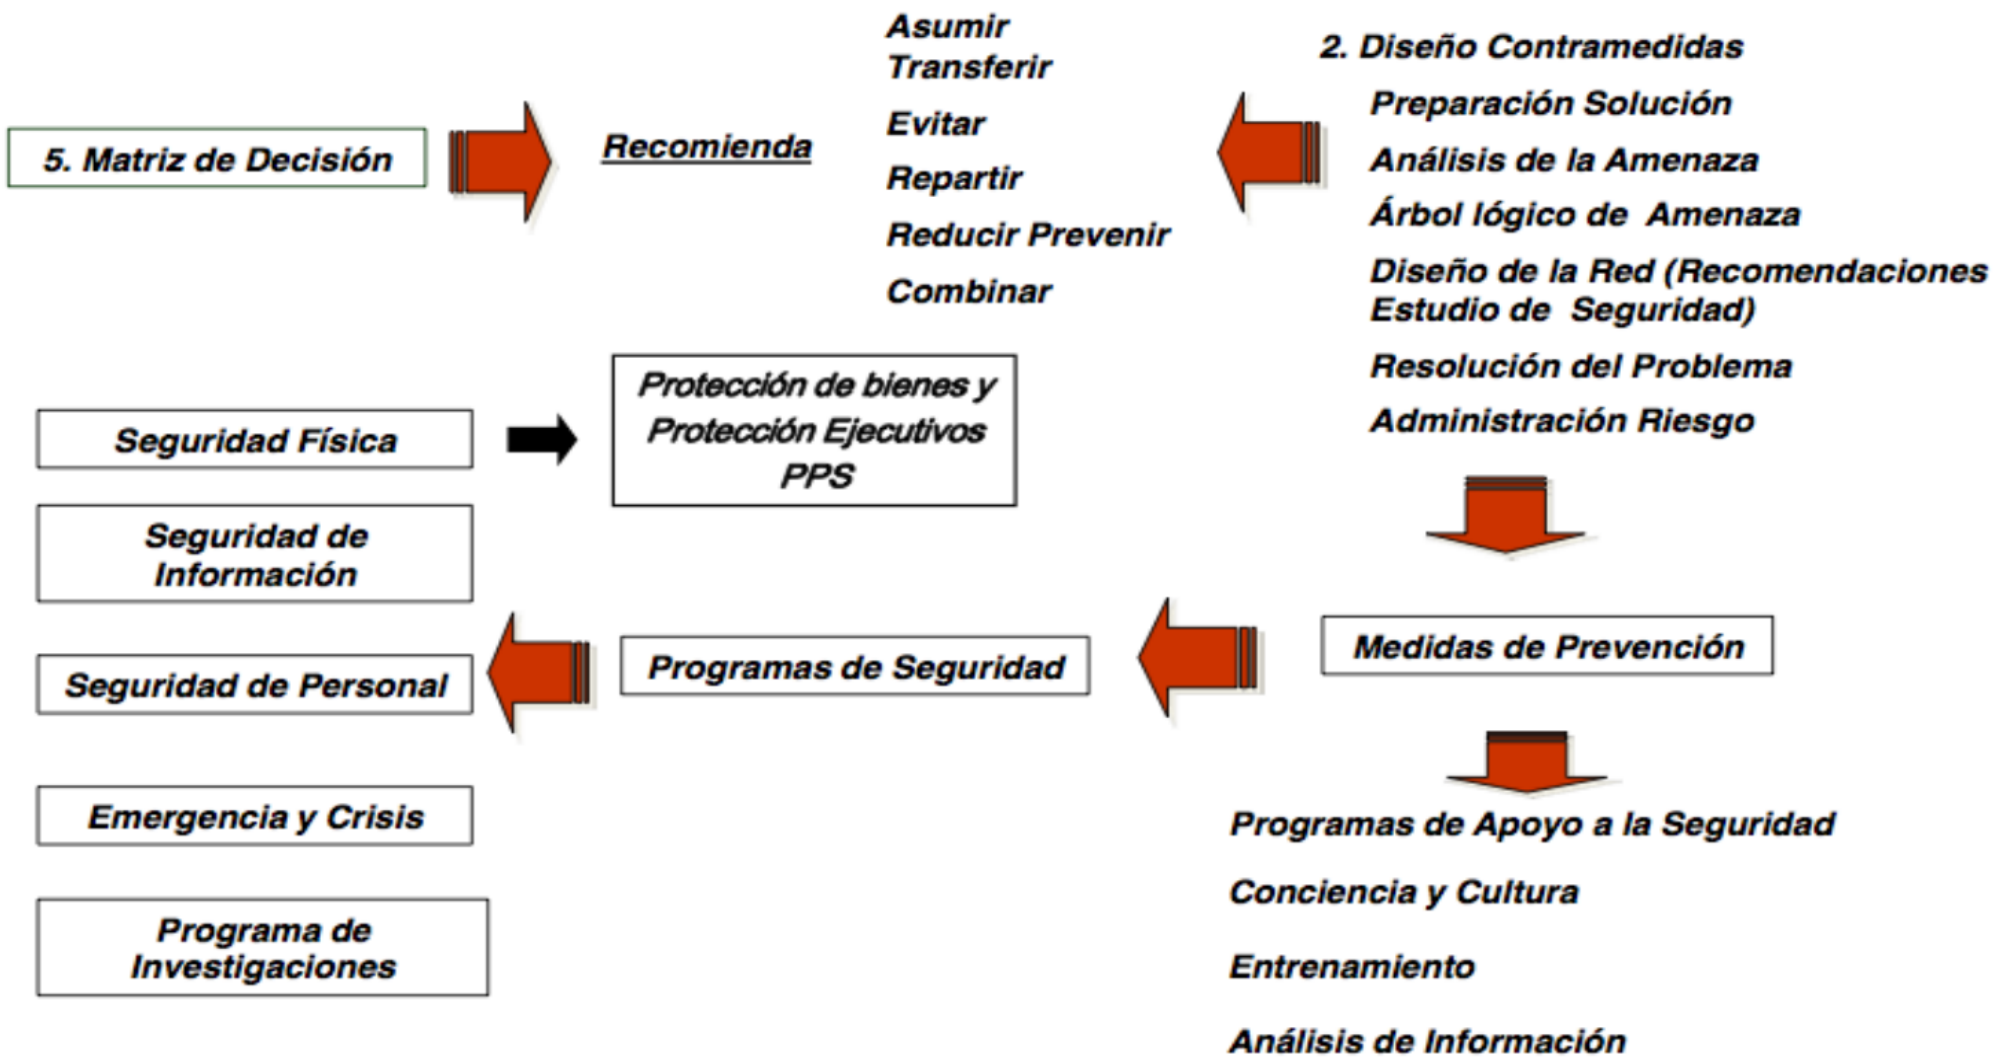 5. Matriz de Decisión
Recomienda
Asumir
Transferir
Evitar
Repartir
Reducir Prevenir
Combinar
2. Diseño Contramedidas
Preparación Solución
Análisis de la Amenaza
Árbol lógico de Amenaza
Diseño de la Red (Recomendaciones
Estudio de Seguridad)
Resolución del Problema
Administración Riesgo
Seguridad Física
Protección de bienes y
Protección Ejecutivos
PPS
Seguridad de
Información
Seguridad de Personal
Programas de Seguridad
Medidas de Prevención
Emergencia y Crisis
Programa de
Investigaciones
Programas de Apoyo a la Seguridad
Conciencia y Cultura
Entrenamiento
Análisis de Información